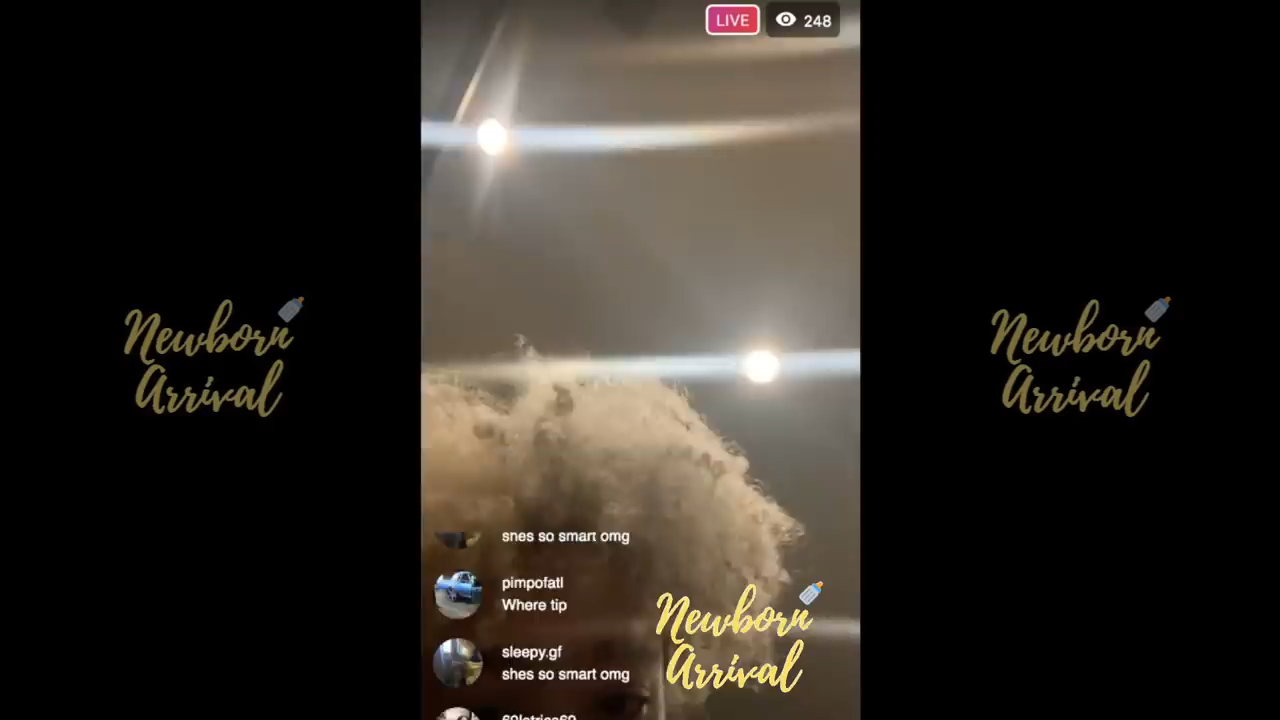 LIVE 248
Newborn
Arrival
Newborn
Arrival
snes so smart omg
pimpofatl
Where tip
sleepy.gf
shes so smart omg
Newborn
Arrival